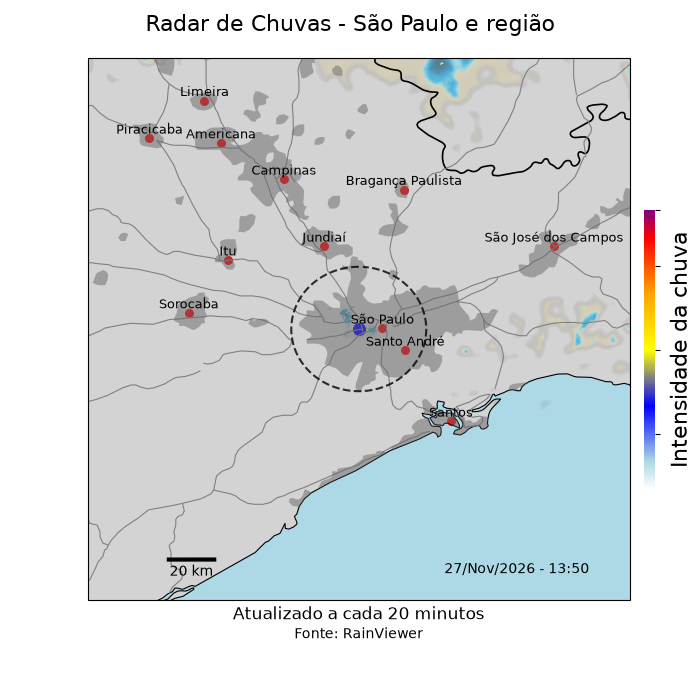 Radar de Chuvas - São Paulo e região
Limeira
Piracicaba
Americana
Campinas
Bragança Paulista
Jundiaí
São José dos Campos
Itu
Sorocaba
São Paulo
Santo André
Santos
Intensidade da chuva
20 km
27/Nov/2026 - 13:50
Atualizado a cada 20 minutos
Fonte: RainViewer